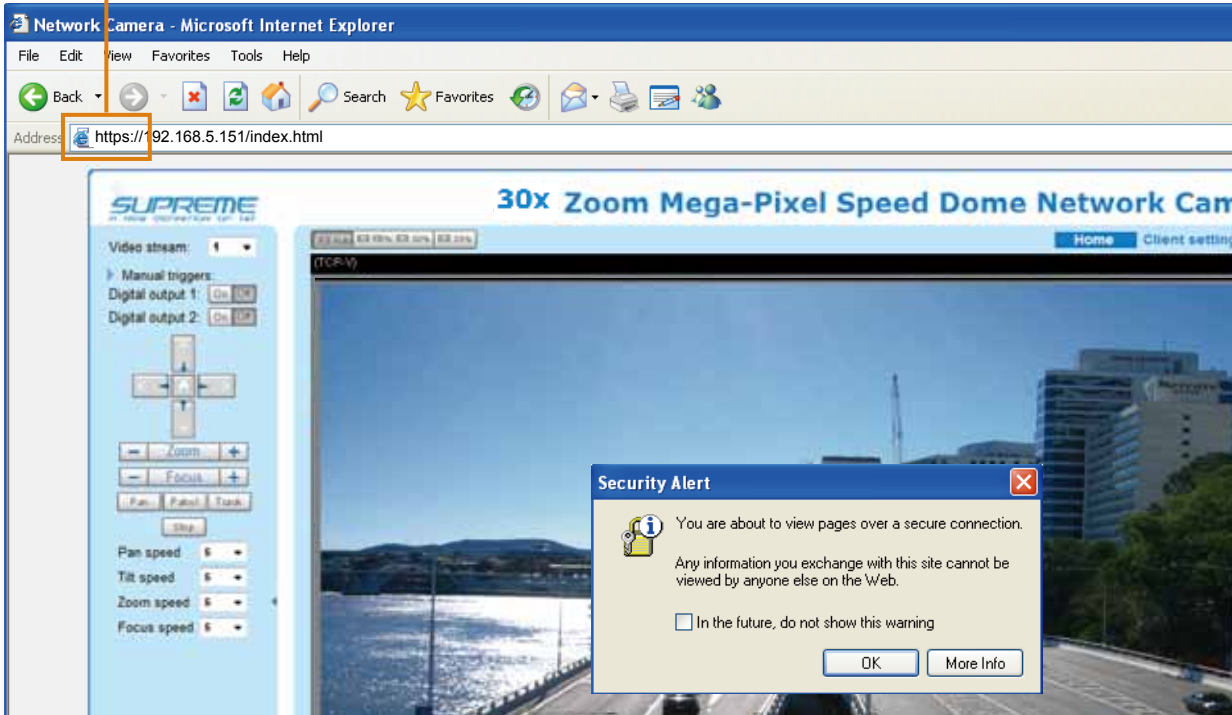 Network Camera - Microsoft Internet Explorer
File Edit View Favorites Tools Help
Back Search Favorites
Address https://192.168.5.151/index.html
SUPREME
30x Zoom Mega-Pixel Speed Dome Network Cam
Home Client setting
Video stream: 1
(TCP-V)
Manual triggers:
Digital output 1: On Off
Digital output 2: On Off
Zoom
Focus
Pan Patrol Track
Stop
Pan speed 5
Tilt speed 5
Zoom speed 5
Focus speed 5
Security Alert
You are about to view pages over a secure connection.
Any information you exchange with this site cannot be
viewed by anyone else on the Web.
In the future, do not show this warning
OK More Info